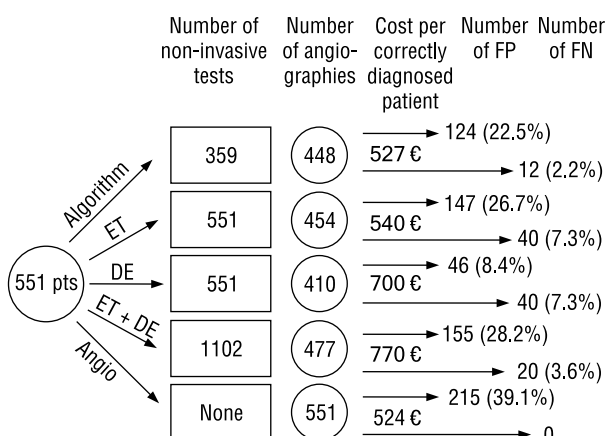 Number of non-invasive tests
Number of angio-graphies
Cost per correctly diagnosed patient
Number of FP
Number of FN
551 pts
Algorithm
359
448
527 €
124 (22.5%)
12 (2.2%)
ET
551
454
540 €
147 (26.7%)
40 (7.3%)
DE
551
410
700 €
46 (8.4%)
40 (7.3%)
ET + DE
1102
477
770 €
155 (28.2%)
20 (3.6%)
Angio
None
551
524 €
215 (39.1%)
0